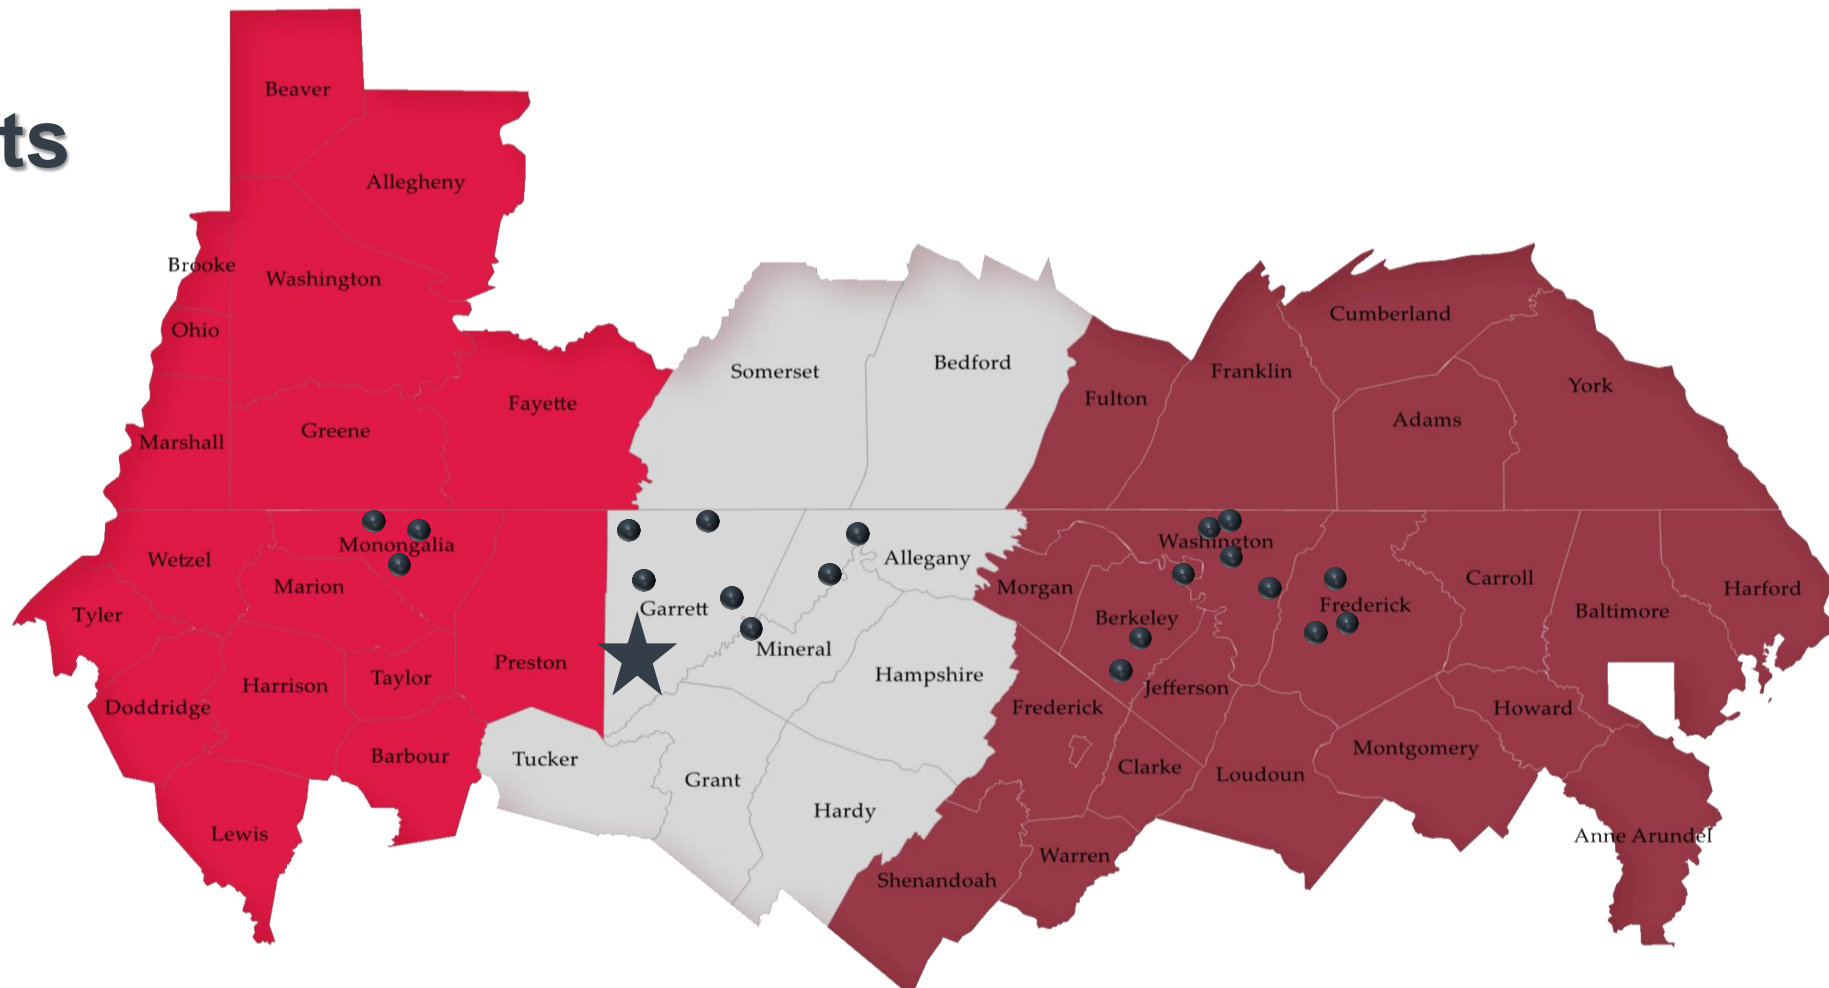 ts
Beaver
Allegheny
Brooke
Washington
Ohio
Marshall
Greene
Fayette
Somerset
Bedford
Fulton
Franklin
Cumberland
Adams
York
Wetzel
Monongalia
Marion
Tyler
Doddridge
Harrison
Taylor
Preston
Barbour
Lewis
Garrett
Allegany
Mineral
Hampshire
Tucker
Grant
Hardy
Morgan
Washington
Berkeley
Jefferson
Frederick
Frederick
Carroll
Baltimore
Harford
Howard
Montgomery
Clarke
Loudoun
Warren
Shenandoah
Anne Arundel